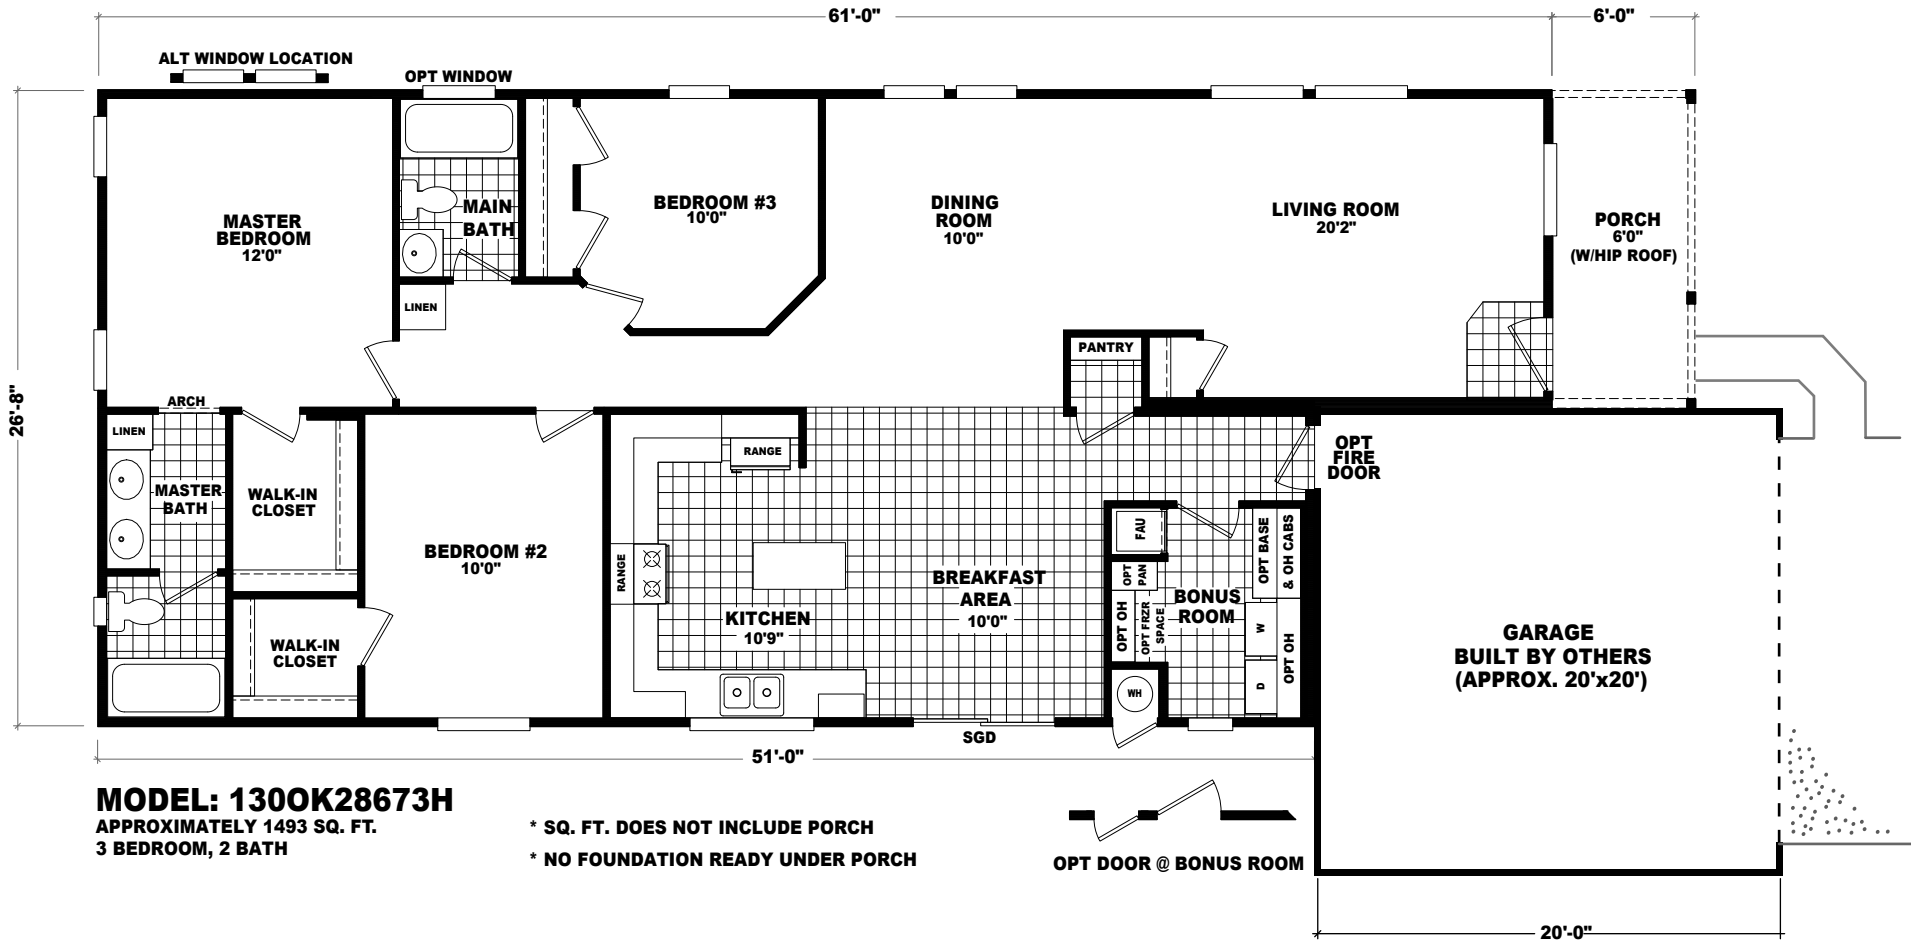 61'-0"
6'-0"
ALT WINDOW LOCATION
OPT WINDOW
26'-8"
MASTER
BEDROOM
12'0"
MAIN
BATH
LINEN
BEDROOM #3
10'0"
DINING
ROOM
10'0"
LIVING ROOM
20'2"
PORCH
6'0"
(W/HIP ROOF)
PANTRY
ARCH
LINEN
MASTER
BATH
WALK-IN
CLOSET
WALK-IN
CLOSET
BEDROOM #2
10'0"
RANGE
RANGE
KITCHEN
10'9"
BREAKFAST
AREA
10'0"
SGD
FAU
OPT
PAN
OPT OH
OPT FRZR
SPACE
WH
BONUS
ROOM
OPT BASE
& OH CABS
W
D
OPT OH
OPT
FIRE
DOOR
GARAGE
BUILT BY OTHERS
(APPROX. 20'x20')
51'-0"
MODEL: 130OK28673H
APPROXIMATELY 1493 SQ. FT.
3 BEDROOM, 2 BATH
* SQ. FT. DOES NOT INCLUDE PORCH
* NO FOUNDATION READY UNDER PORCH
OPT DOOR @ BONUS ROOM
20'-0"